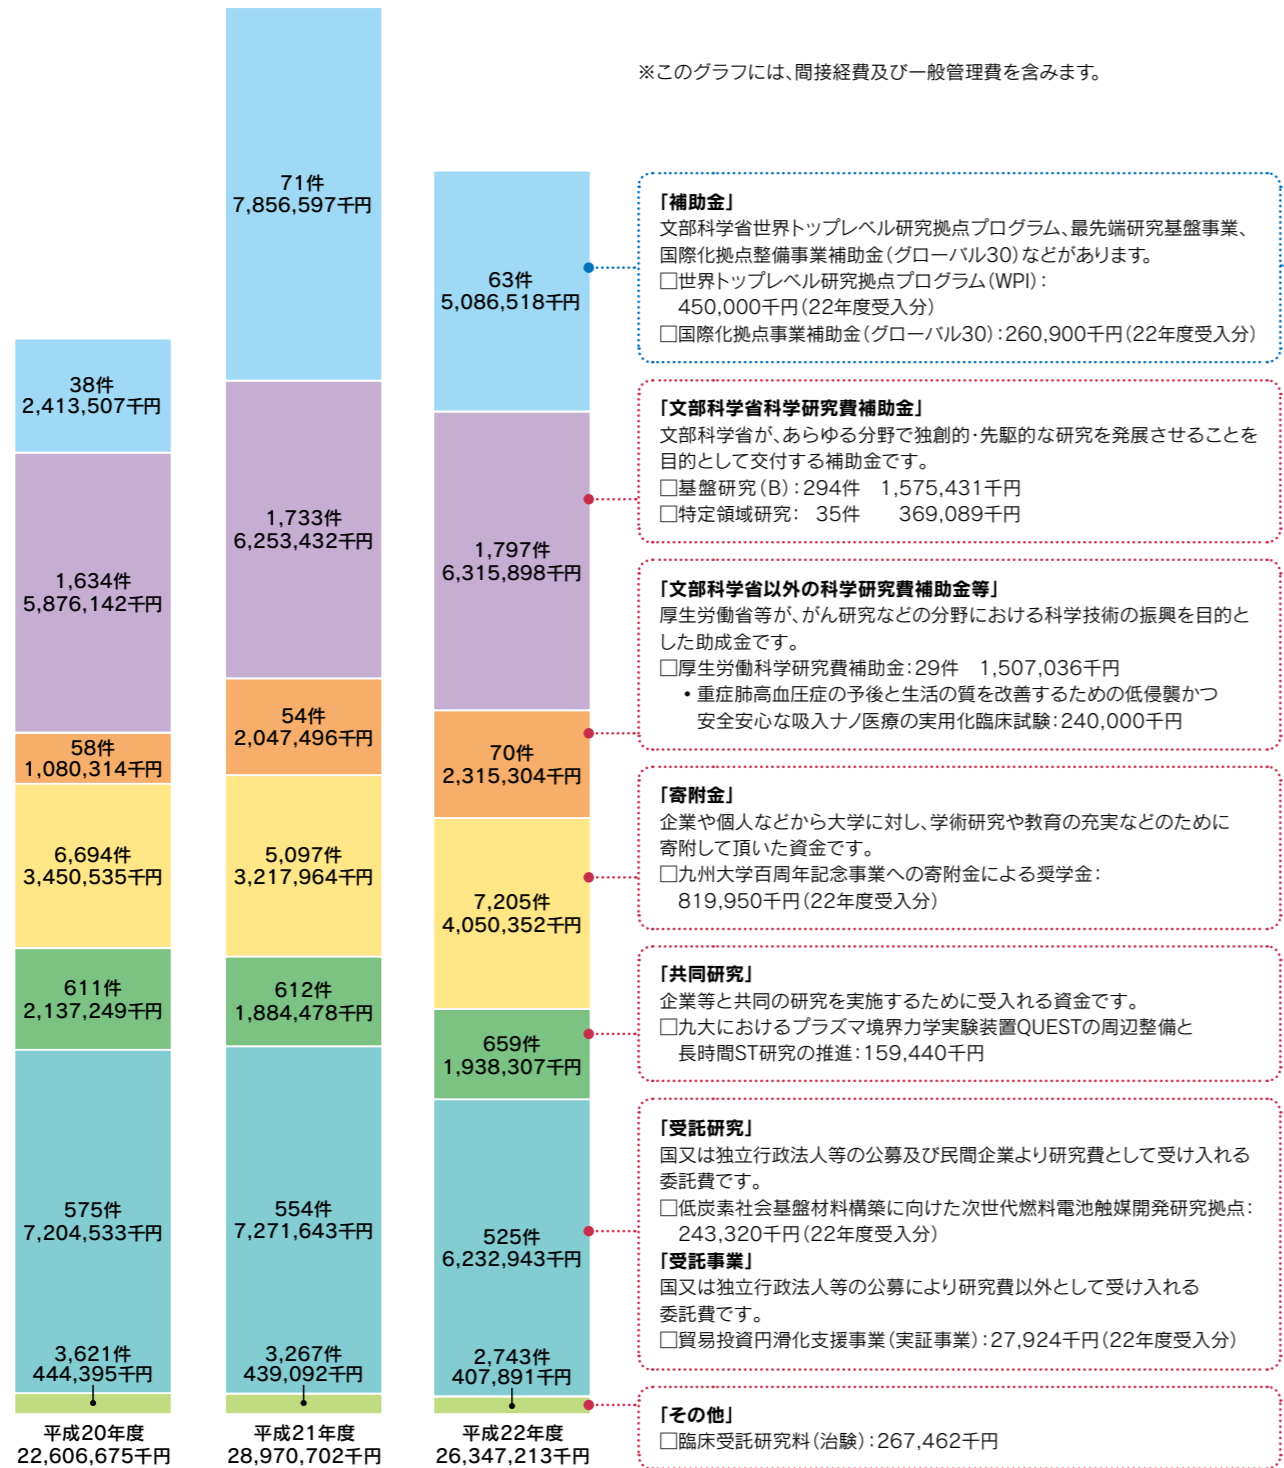 ※このグラフには、間接経費及び一般管理費を含みます。
38件
2,413,507千円
1,634件
5,876,142千円
58件
1,080,314千円
6,694件
3,450,535千円
611件
2,137,249千円
575件
7,204,533千円
3,621件
444,395千円
平成20年度
22,606,675千円
71件
7,856,597千円
1,733件
6,253,432千円
54件
2,047,496千円
5,097件
3,217,964千円
612件
1,884,478千円
554件
7,271,643千円
3,267件
439,092千円
平成21年度
28,970,702千円
63件
5,086,518千円
1,797件
6,315,898千円
70件
2,315,304千円
7,205件
4,050,352千円
659件
1,938,307千円
525件
6,232,943千円
2,743件
407,891千円
平成22年度
26,347,213千円
「補助金」
文部科学省世界トップレベル研究拠点プログラム、最先端研究基盤事業、
国際化拠点整備事業補助金(グローバル30)などがあります。
□世界トップレベル研究拠点プログラム(WPI):
450,000千円(22年度受入分)
□国際化拠点事業補助金(グローバル30):260,900千円(22年度受入分)
「文部科学省科学研究費補助金」
文部科学省が、あらゆる分野で独創的・先駆的な研究を発展させることを
目的として交付する補助金です。
□基盤研究(B):294件 1,575,431千円
□特定領域研究: 35件 369,089千円
「文部科学省以外の科学研究費補助金等」
厚生労働省等が、がん研究などの分野における科学技術の振興を目的と
した助成金です。
□厚生労働科学研究費補助金:29件 1,507,036千円
•重症肺高血圧症の予後と生活の質を改善するための低侵襲かつ
安全安心な吸入ナノ医療の実用化臨床試験:240,000千円
「寄附金」
企業や個人などから大学に対し、学術研究や教育の充実などのために
寄附して頂いた資金です。
□九州大学百周年記念事業への寄附金による奨学金:
819,950千円(22年度受入分)
「共同研究」
企業等と共同の研究を実施するために受入れる資金です。
□九大におけるプラズマ境界力学実験装置QUESTの周辺整備と
長時間ST研究の推進:159,440千円
「受託研究」
国又は独立行政法人等の公募及び民間企業より研究費として受け入れる
委託費です。
□低炭素社会基盤材料構築に向けた次世代燃料電池触媒開発研究拠点:
243,320千円(22年度受入分)
「受託事業」
国又は独立行政法人等の公募により研究費以外として受け入れる
委託費です。
□貿易投資円滑化支援事業(実証事業):27,924千円(22年度受入分)
「その他」
□臨床受託研究料(治験):267,462千円